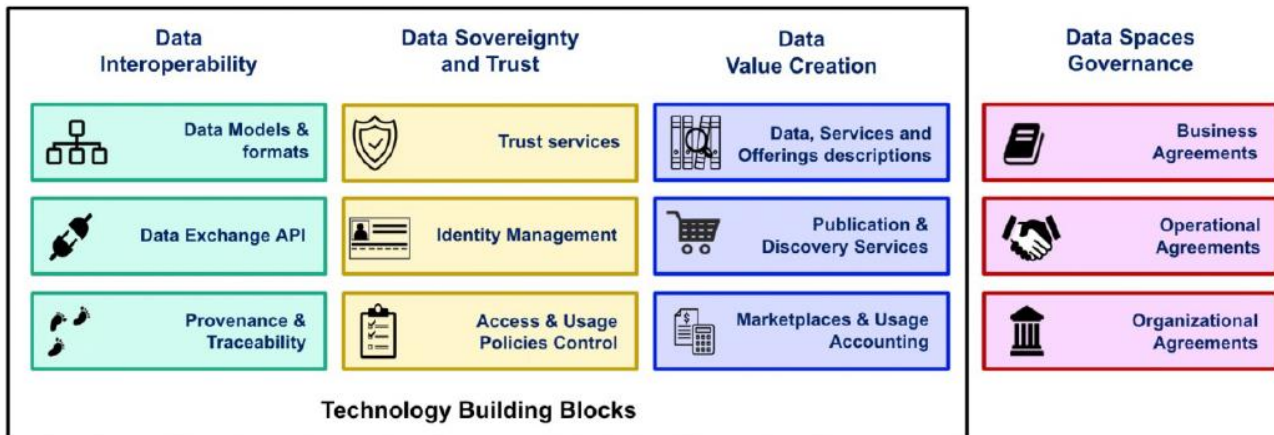 Data
Interoperability
Data Models &
formats
Data Exchange API
Provenance &
Traceability
Data Sovereignty
and Trust
Trust services
Identity Management
Access & Usage
Policies Control
Data
Value Creation
Data, Services and
Offerings descriptions
Publication &
Discovery Services
$
Marketplaces & Usage
Accounting
Technology Building Blocks
Data Spaces
Governance
Business
Agreements
Operational
Agreements
Organizational
Agreements